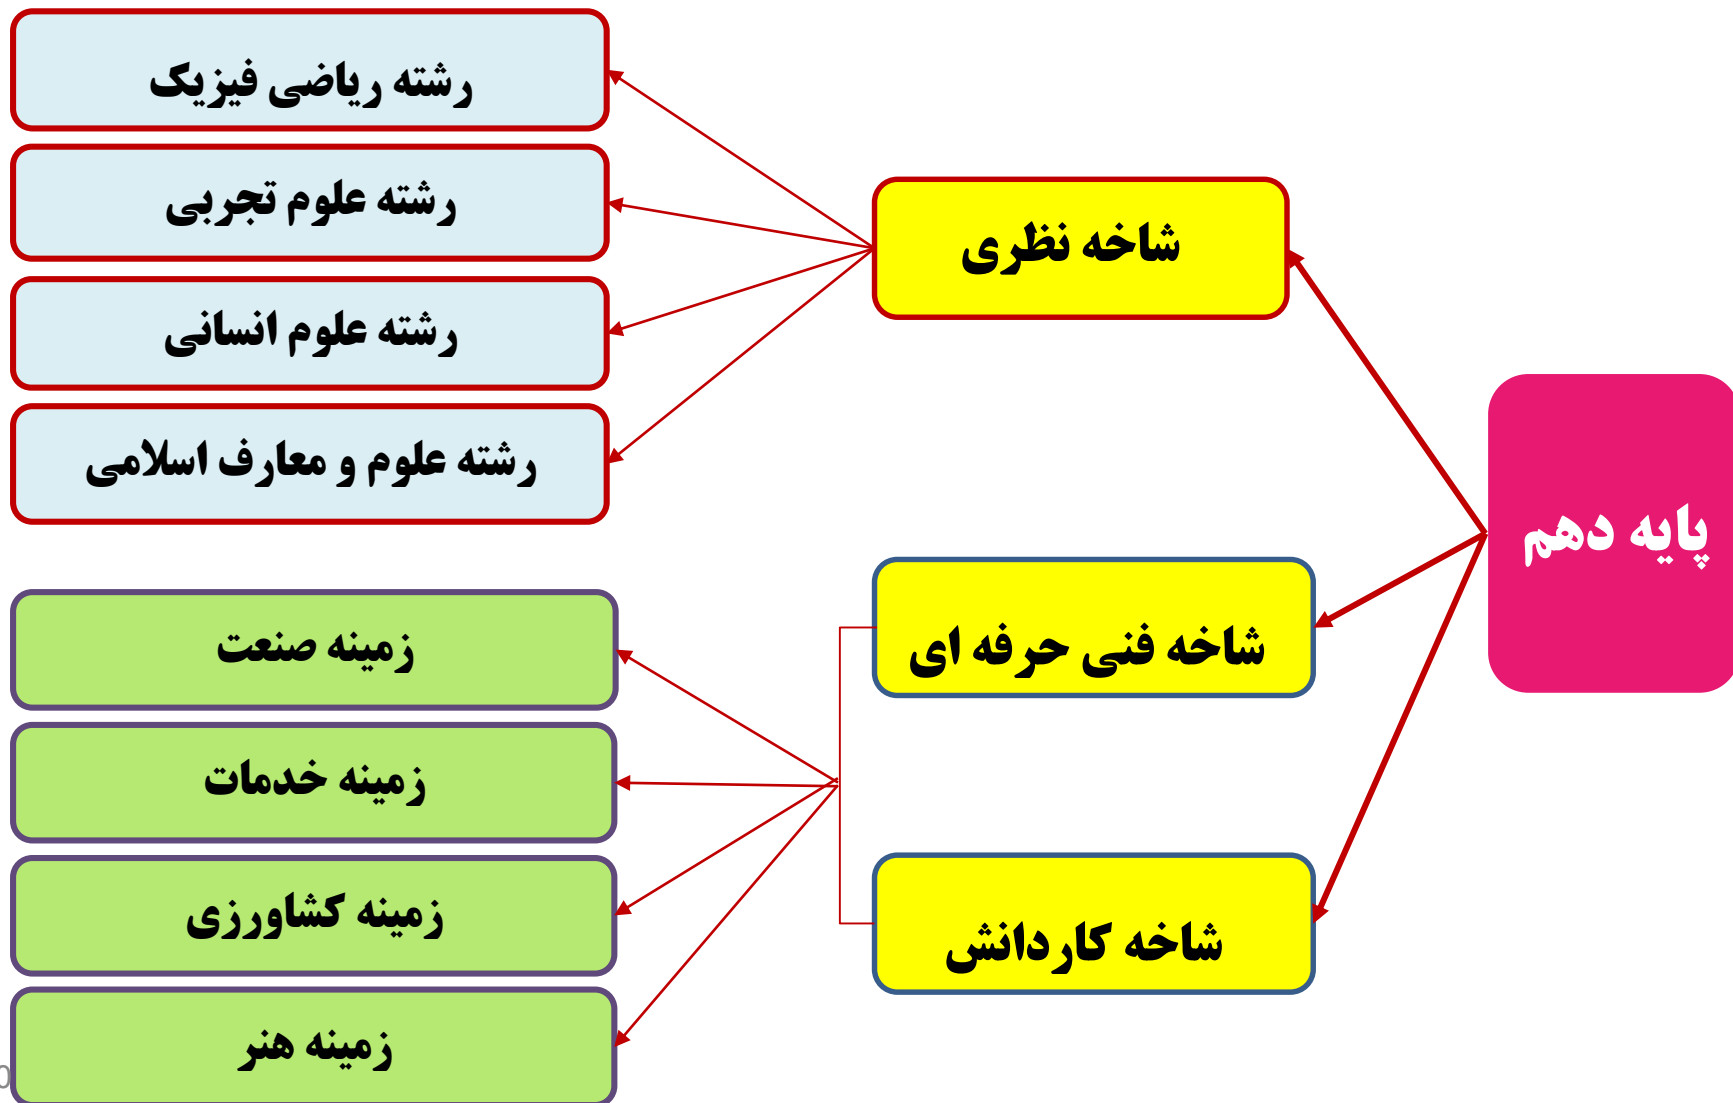 پایه دهم
شاخه نظری
رشته ریاضی فیزیک
رشته علوم تجربی
رشته علوم انسانی
رشته علوم و معارف اسلامی
شاخه فنی حرفه ای
شاخه کاردانش
زمینه صنعت
زمینه خدمات
زمینه کشاورزی
زمینه هنر